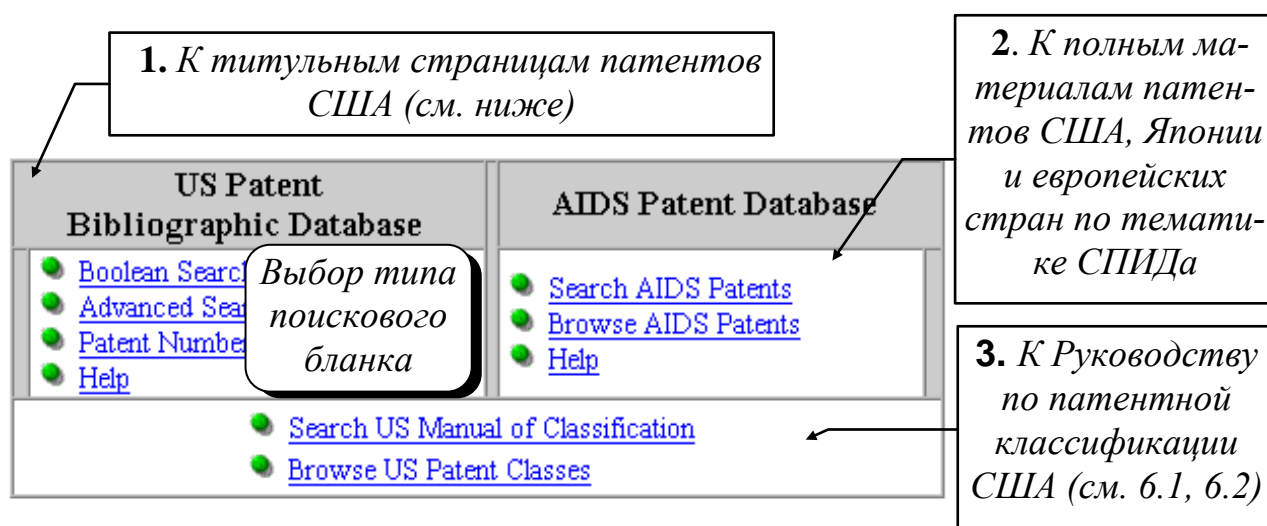 1. К титульным страницам патентов
США (см. ниже)
2. К полным ма-
териалам патен-
тов США, Японии
и европейских
стран по темати-
ке СПИДа
US Patent
Bibliographic Database
AIDS Patent Database
Boolean Search
Advanced Sea
Patent Number
Help
Выбор типа
поискового
бланка
Search AIDS Patents
Browse AIDS Patents
Help
Search US Manual of Classification
Browse US Patent Classes
3. К Руководству
по патентной
классификации
США (см. 6.1, 6.2)